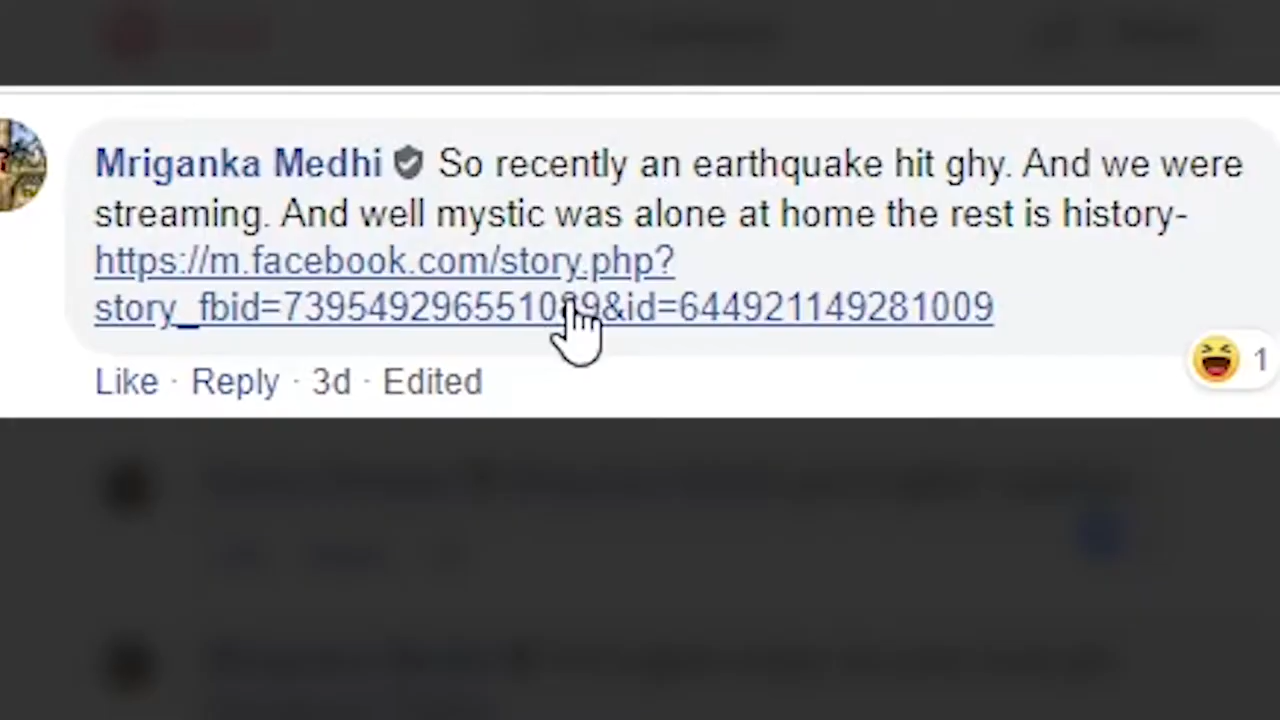 Mriganka Medhi So recently an earthquake hit ghy. And we were
streaming. And well mystic was alone at home the rest is history-
https://m.facebook.com/story.php?
story_fbid=739549296551089&id=644921149281009
1
Like · Reply · 3d · Edited